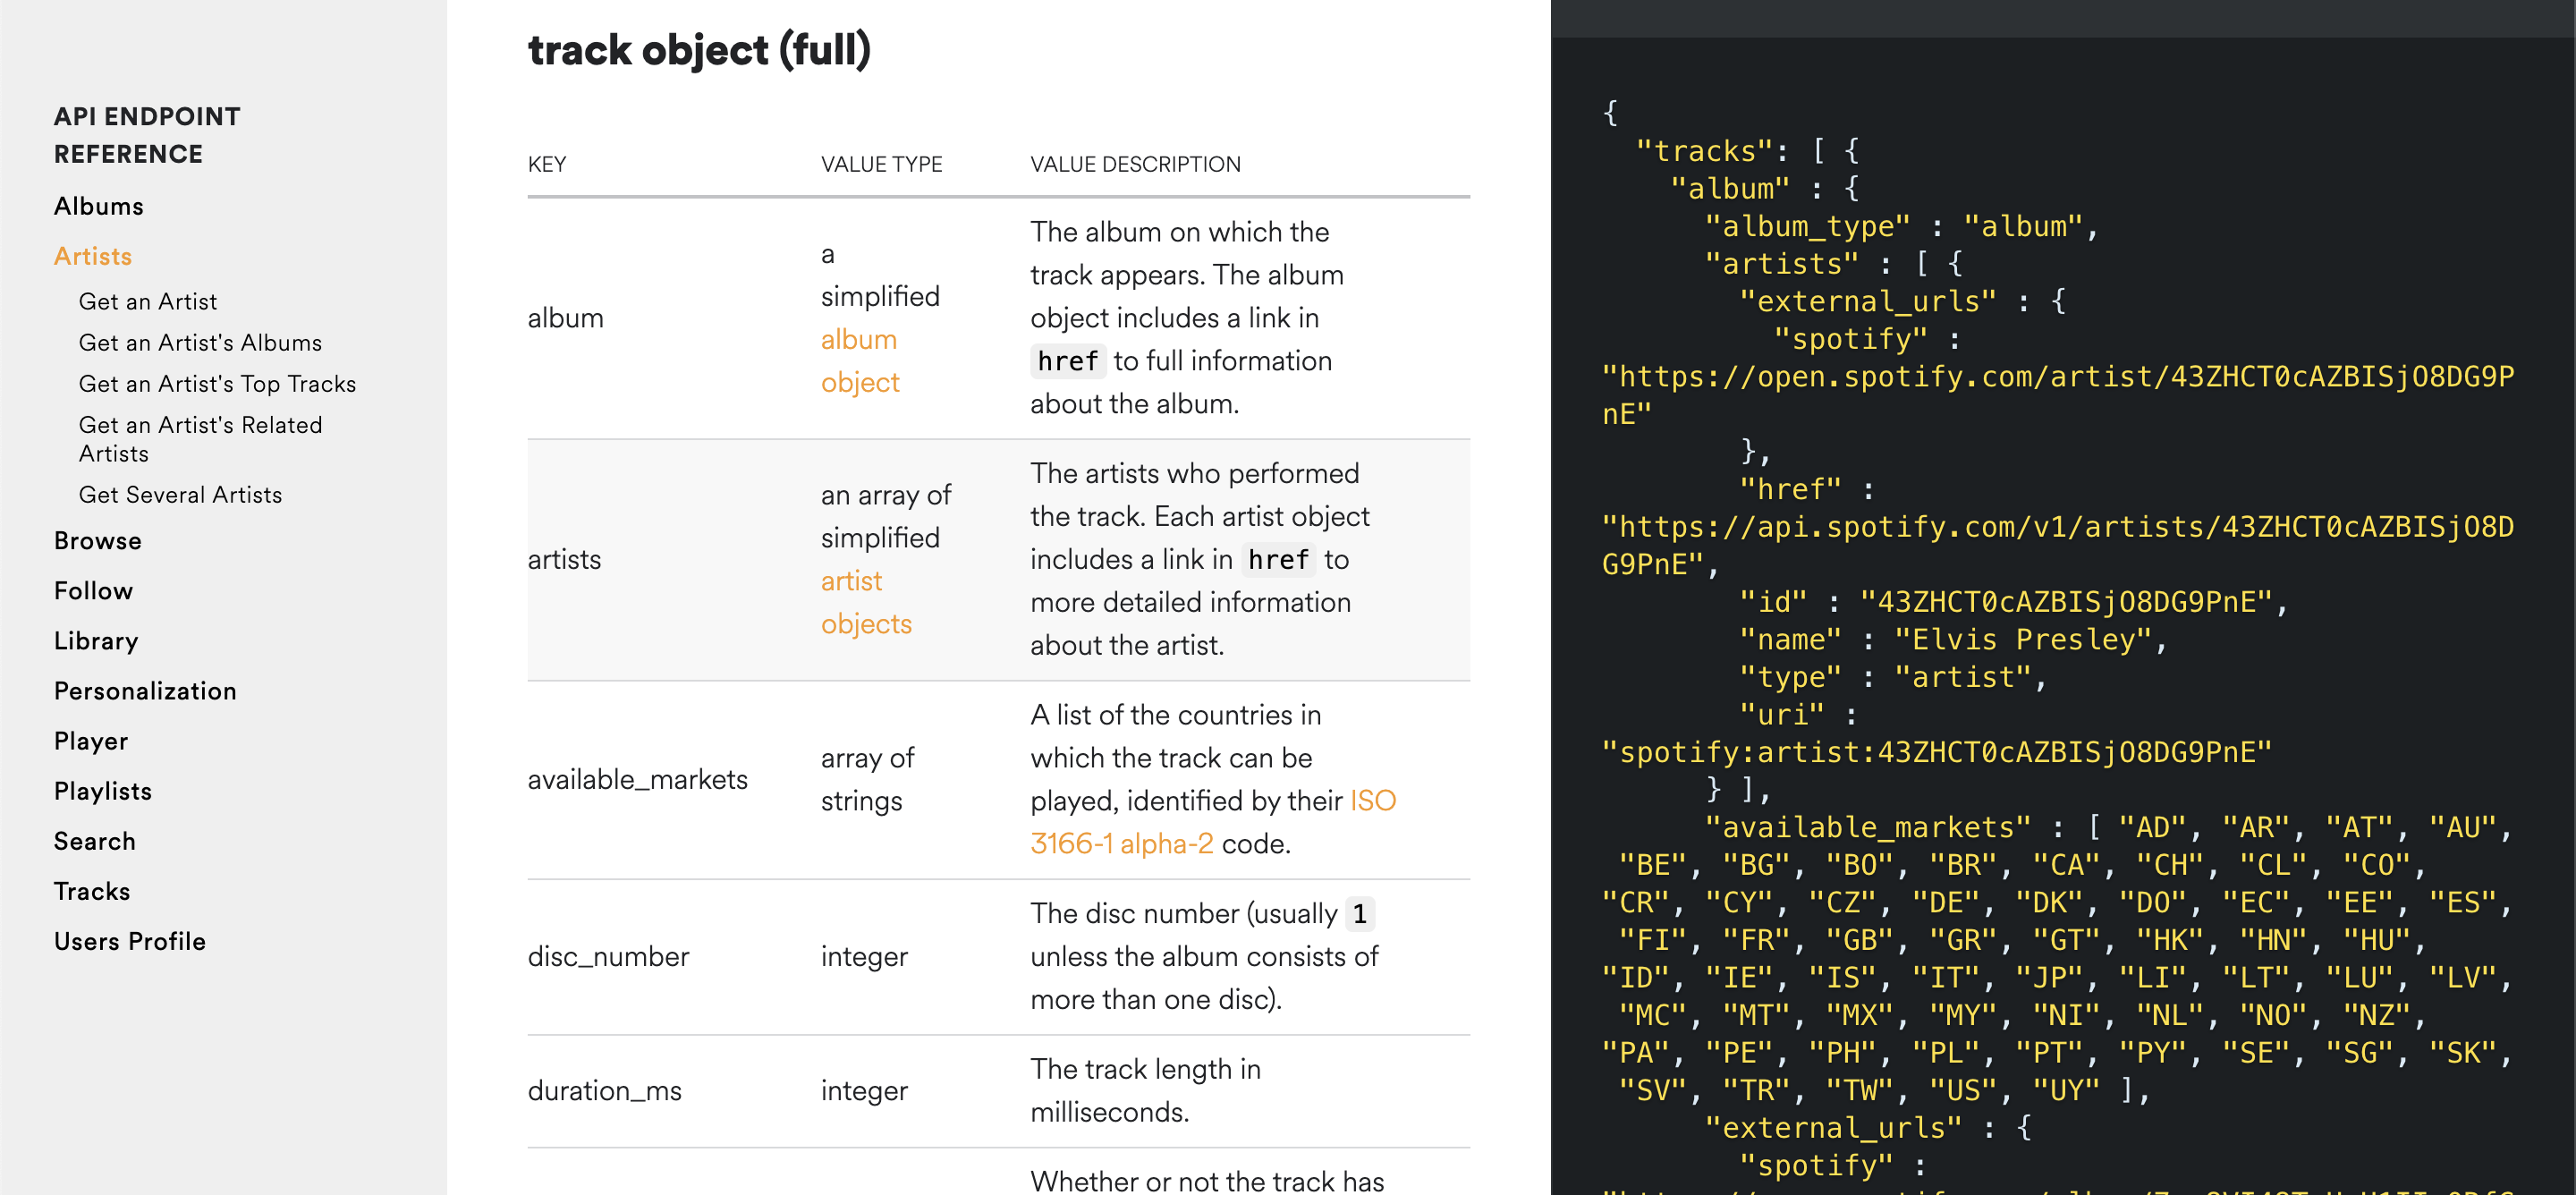 API ENDPOINT
REFERENCE
Albums
Artists
Get an Artist
Get an Artist's Albums
Get an Artist's Top Tracks
Get an Artist's Related
Artists
Get Several Artists
Browse
Follow
Library
Personalization
Player
Playlists
Search
Tracks
Users Profile
track object (full)
KEY VALUE TYPE VALUE DESCRIPTION
album
a
simplified
album
object
The album on which the
track appears. The album
object includes a link in
href to full information
about the album.
artists
an array of
simplified
artist
objects
The artists who performed
the track. Each artist object
includes a link in href to
more detailed information
about the artist.
available_markets
array of
strings
A list of the countries in
which the track can be
played, identified by their ISO
3166-1 alpha-2 code.
disc_number
integer
The disc number (usually 1
unless the album consists of
more than one disc).
duration_ms
integer
The track length in
milliseconds.
Whether or not the track has
{
"tracks": [ {
"album" : {
"album_type" : "album",
"artists" : [ {
"external_urls" : {
"spotify" :
"https://open.spotify.com/artist/43ZHCT0cAZBISjO8DG9P
nE"
},
"href" :
"https://api.spotify.com/v1/artists/43ZHCT0cAZBISjO8D
G9PnE",
"id" : "43ZHCT0cAZBISjO8DG9PnE",
"name" : "Elvis Presley",
"type" : "artist",
"uri" :
"spotify:artist:43ZHCT0cAZBISjO8DG9PnE"
} ],
"available_markets" : [ "AD", "AR", "AT", "AU",
"BE", "BG", "BO", "BR", "CA", "CH", "CL", "CO",
"CR", "CY", "CZ", "DE", "DK", "DO", "EC", "EE", "ES",
"FI", "FR", "GB", "GR", "GT", "HK", "HN", "HU",
"ID", "IE", "IS", "IT", "JP", "LI", "LT", "LU", "LV",
"MC", "MT", "MX", "MY", "NI", "NL", "NO", "NZ",
"PA", "PE", "PH", "PL", "PT", "PY", "SE", "SG", "SK",
"SV", "TR", "TW", "US", "UY" ],
"external_urls" : {
"spotify" :